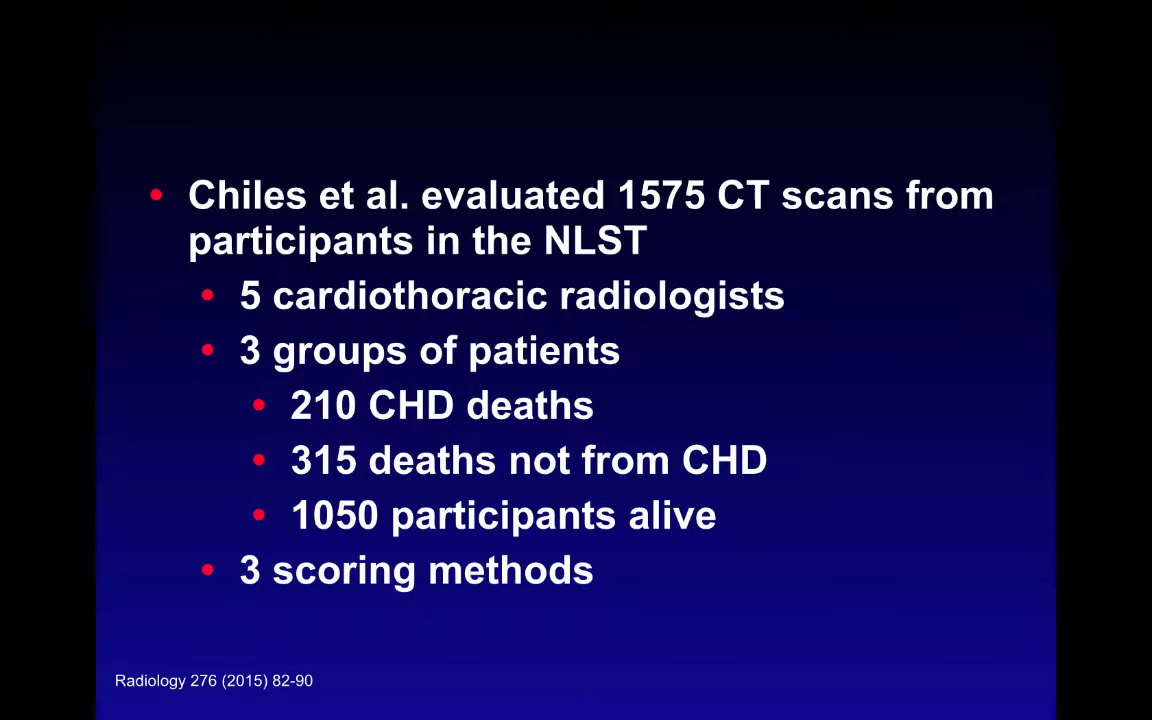 • Chiles et al. evaluated 1575 CT scans from
participants in the NLST
• 5 cardiothoracic radiologists
• 3 groups of patients
• 210 CHD deaths
• 315 deaths not from CHD
• 1050 participants alive
• 3 scoring methods
Radiology 276 (2015) 82-90